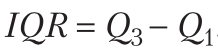 IQR = Q₃ − Q₁.